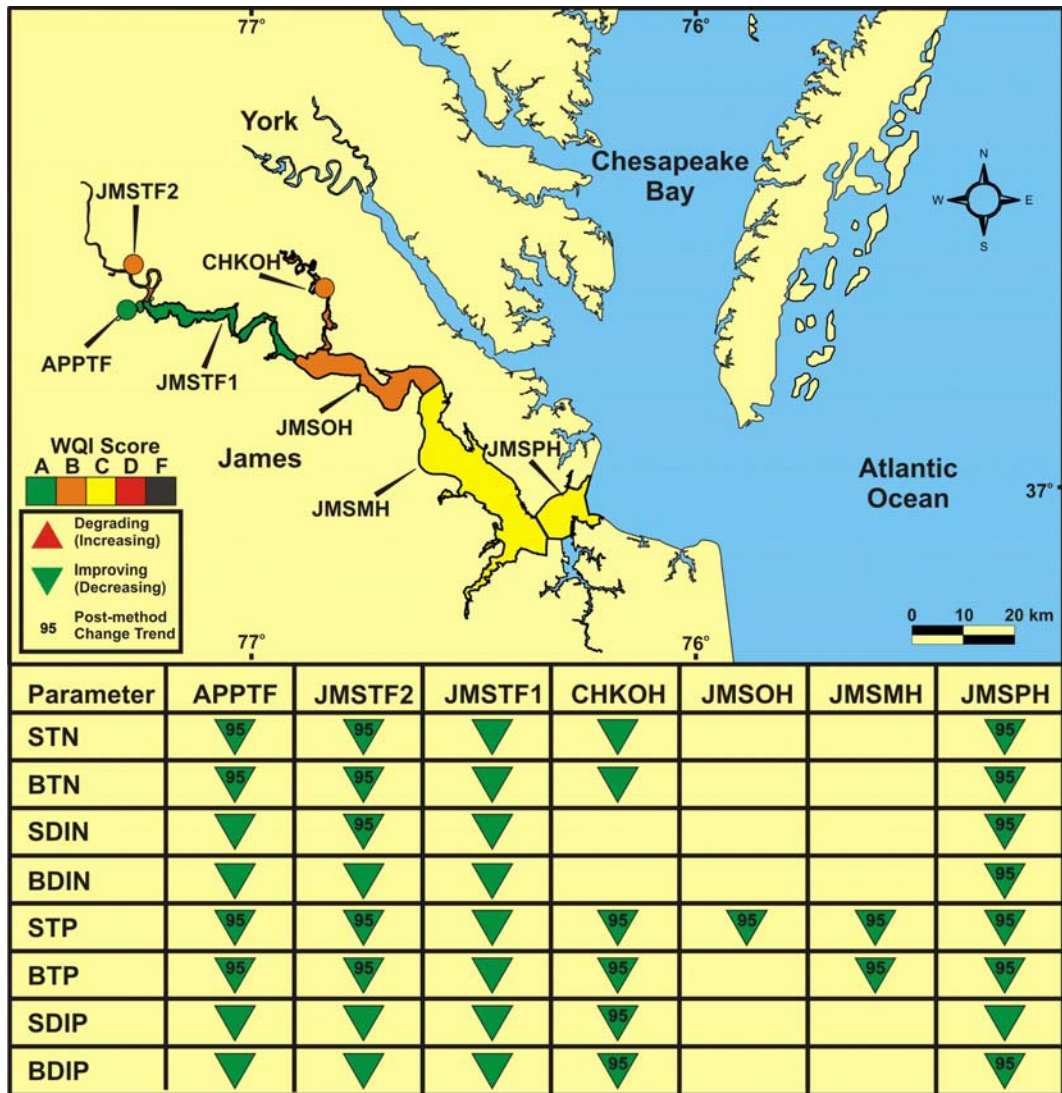 77°
76°
York
Chesapeake
Bay
N
W
E
S
JMSTF2
CHKOH
APPTF
JMSTF1
JMSOH
James
JMSPH
JMSMH
Atlantic
Ocean
37°
WQI Score
A B C D F
Degrading
(Increasing)
Improving
(Decreasing)
95 Post-method
Change Trend
0 10 20 km
77°
76°
Parameter APPTF JMSTF2 JMSTF1 CHKOH JMSOH JMSMH JMSPH
STN 95 95 95
BTN 95 95 95
SDIN 95 95
BDIN 95
STP 95 95 95 95 95 95
BTP 95 95 95 95 95
SDIP 95
BDIP 95 95